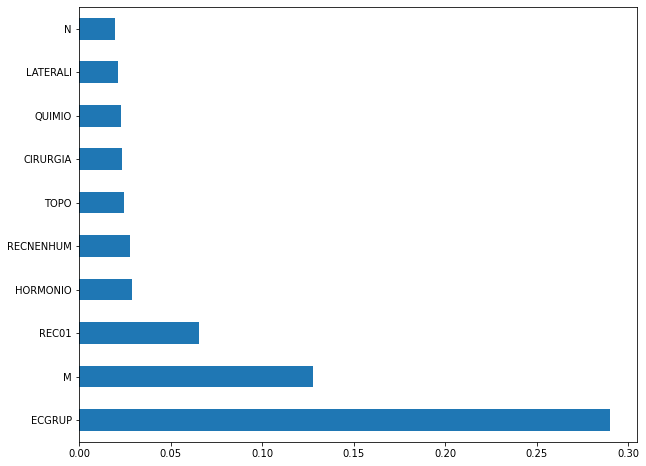 N
LATERALI
QUIMIO
CIRURGIA
TOPO
RECNENHUM
HORMONIO
REC01
M
ECGRUP
0.00 0.05 0.10 0.15 0.20 0.25 0.30